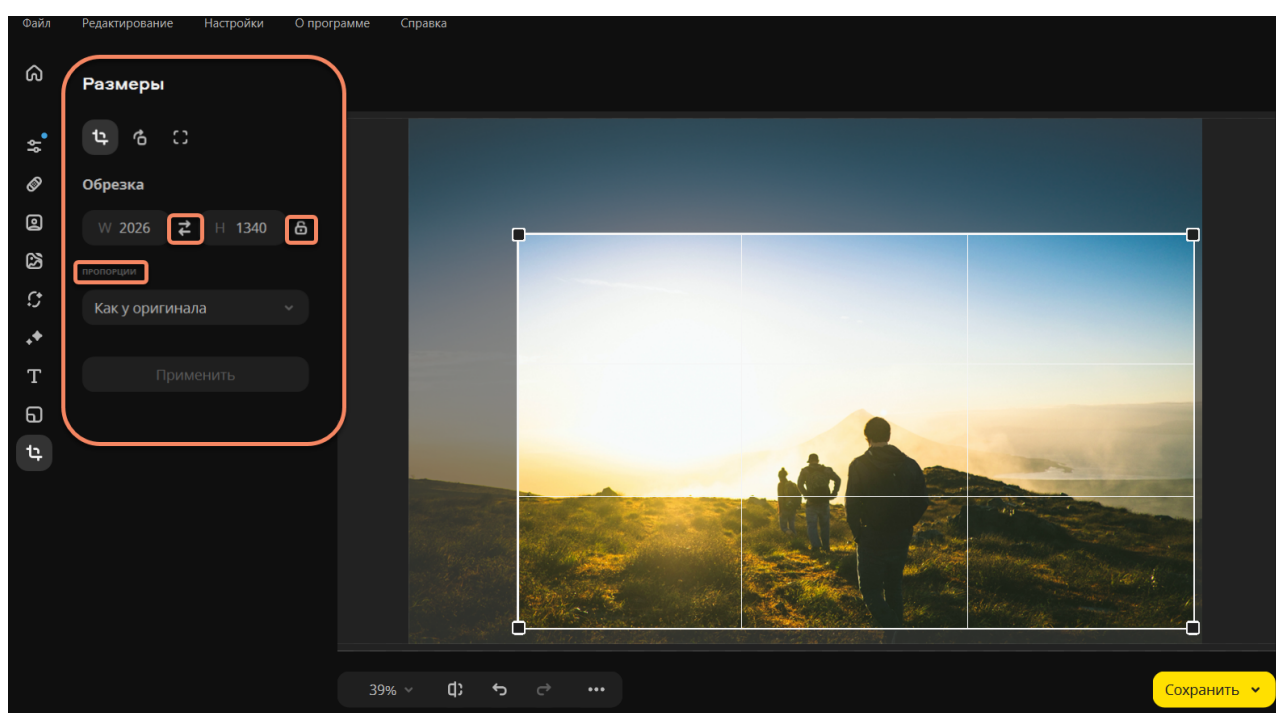 Файл Редактирование Настройки О программе Справка
Размеры
Обрезка
W 2026 H 1340
ПРОПОРЦИИ
Как у оригинала
Применить
T
39%
Сохранить